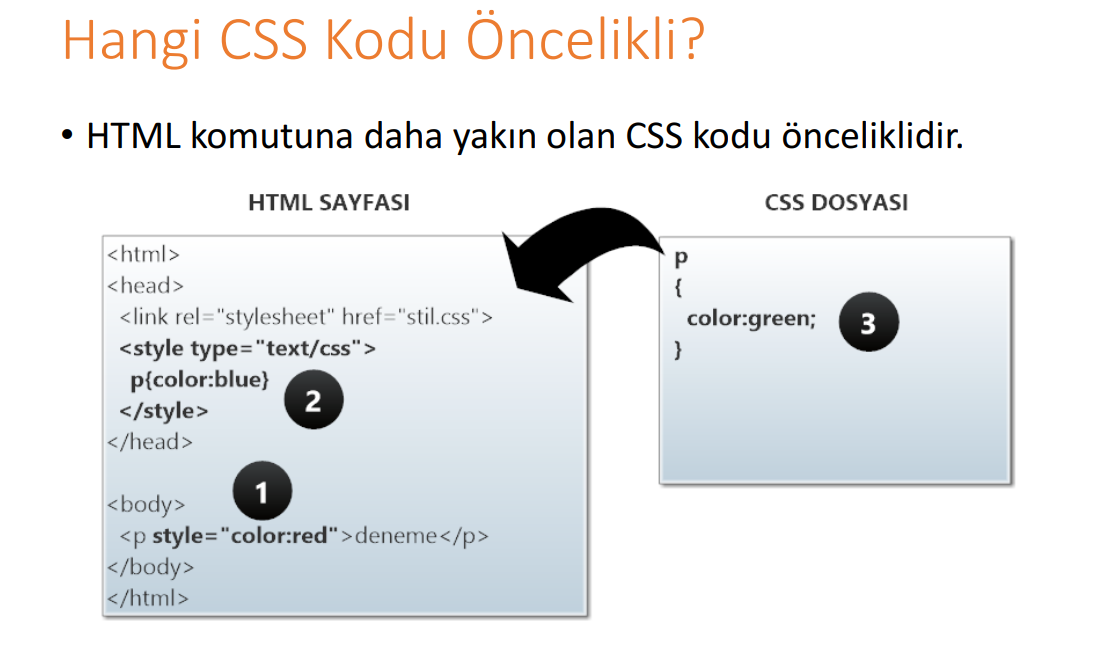 Hangi CSS Kodu Öncelikli?
• HTML komutuna daha yakın olan CSS kodu önceliklidir.
HTML SAYFASI
<html>
<head>
<link rel="stylesheet" href="stil.css">
<style type="text/css">
p{color:blue}
2
</style>
</head>
1
<body>
<p style="color:red">deneme</p>
</body>
</html>
CSS DOSYASI
p
{
color:green;
3
}